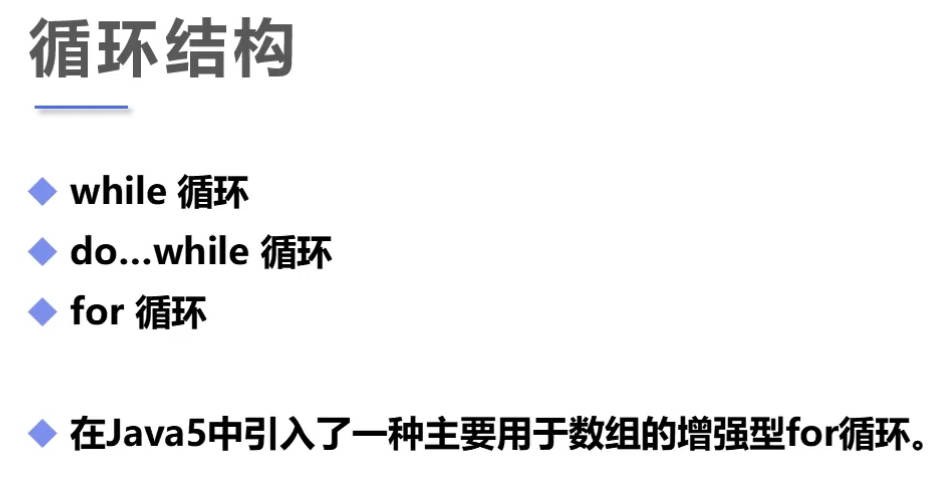 循环结构
while 循环
do...while 循环
for 循环
在Java5中引入了一种主要用于数组的增强型for循环。